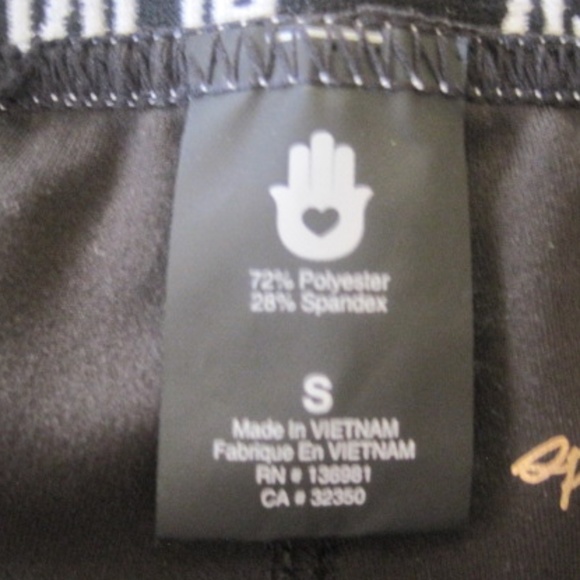 72% Polyester
28% Spandex
S
Made In VIETNAM
Fabrique En VIETNAM
RN # 136981
CA # 32350